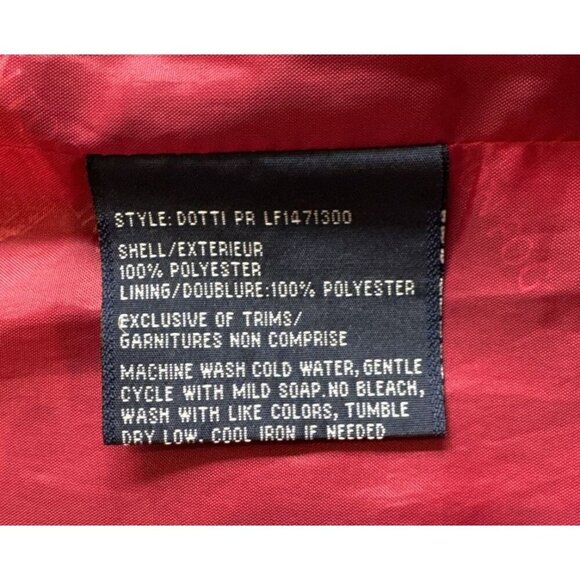 STYLE: DOTTI PR LF1471300
SHELL/EXTERIEUR
100% POLYESTER
LINING/DOUBLURE:100% POLYESTER
EXCLUSIVE OF TRIMS/
GARNITURES NON COMPRISE
MACHINE WASH COLD WATER, GENTLE
CYCLE WITH MILD SOAP.NO BLEACH,
WASH WITH LIKE COLORS, TUMBLE
DRY LOW. COOL IRON IF NEEDED